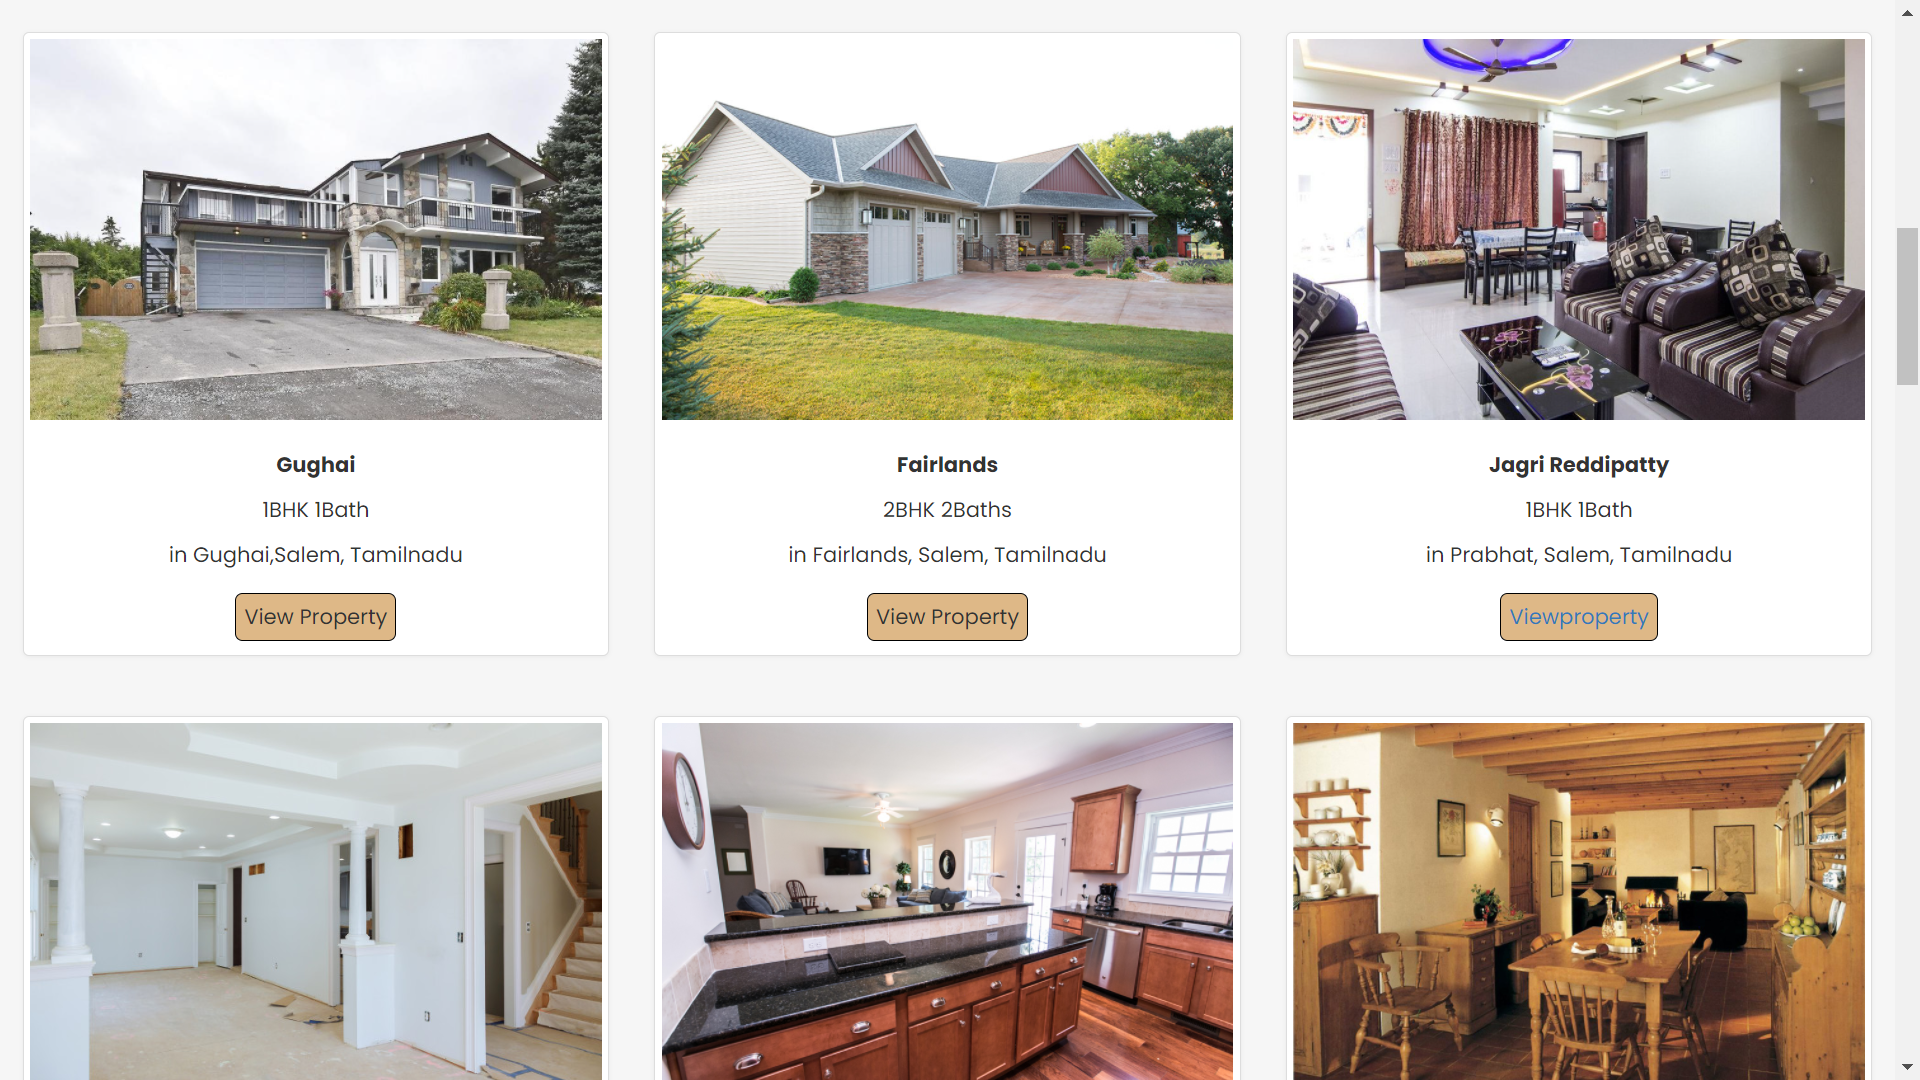 Gughai
1BHK 1Bath
in Gughai,Salem, Tamilnadu
View Property
Fairlands
2BHK 2Baths
in Fairlands, Salem, Tamilnadu
View Property
Jagri Reddipatty
1BHK 1Bath
in Prabhat, Salem, Tamilnadu
Viewproperty